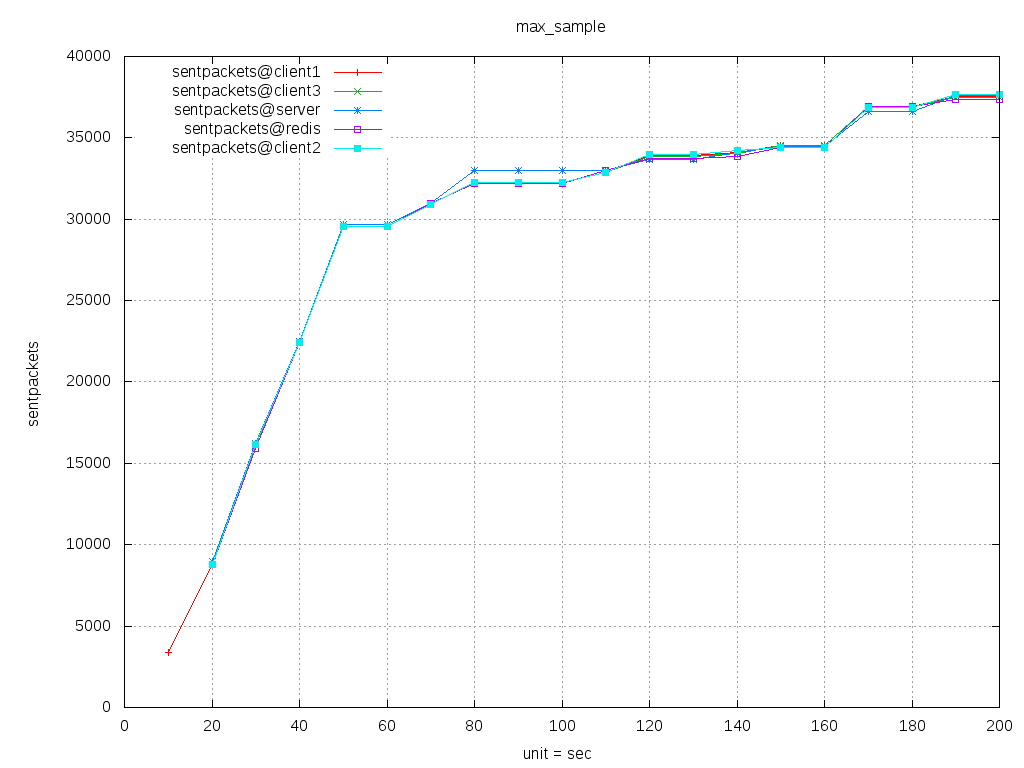 max_sample
40000
35000
30000
25000
20000
15000
10000
5000
0
sentpackets
sentpackets@client1
sentpackets@client3
sentpackets@server
sentpackets@redis
sentpackets@client2
0 20 40 60 80 100 120 140 160 180 200
unit = sec